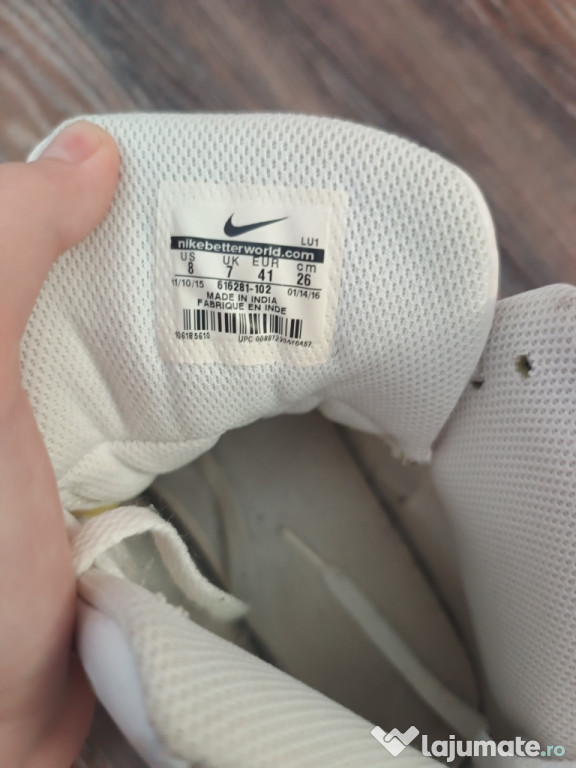 LU1
nikebetterworld.com
US UK EUR cm
8 7 41 26
11/10/15 616281-102 01/14/16
MADE IN INDIA
FABRIQUE EN INDE
UPC
lajumate.ro